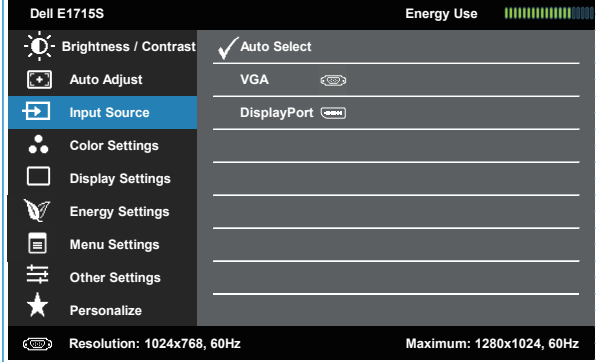 Dell E1715S Energy Use
Brightness / Contrast Auto Select
Auto Adjust VGA
Input Source DisplayPort
Color Settings
Display Settings
Energy Settings
Menu Settings
Other Settings
Personalize
Resolution: 1024x768, 60Hz Maximum: 1280x1024, 60Hz